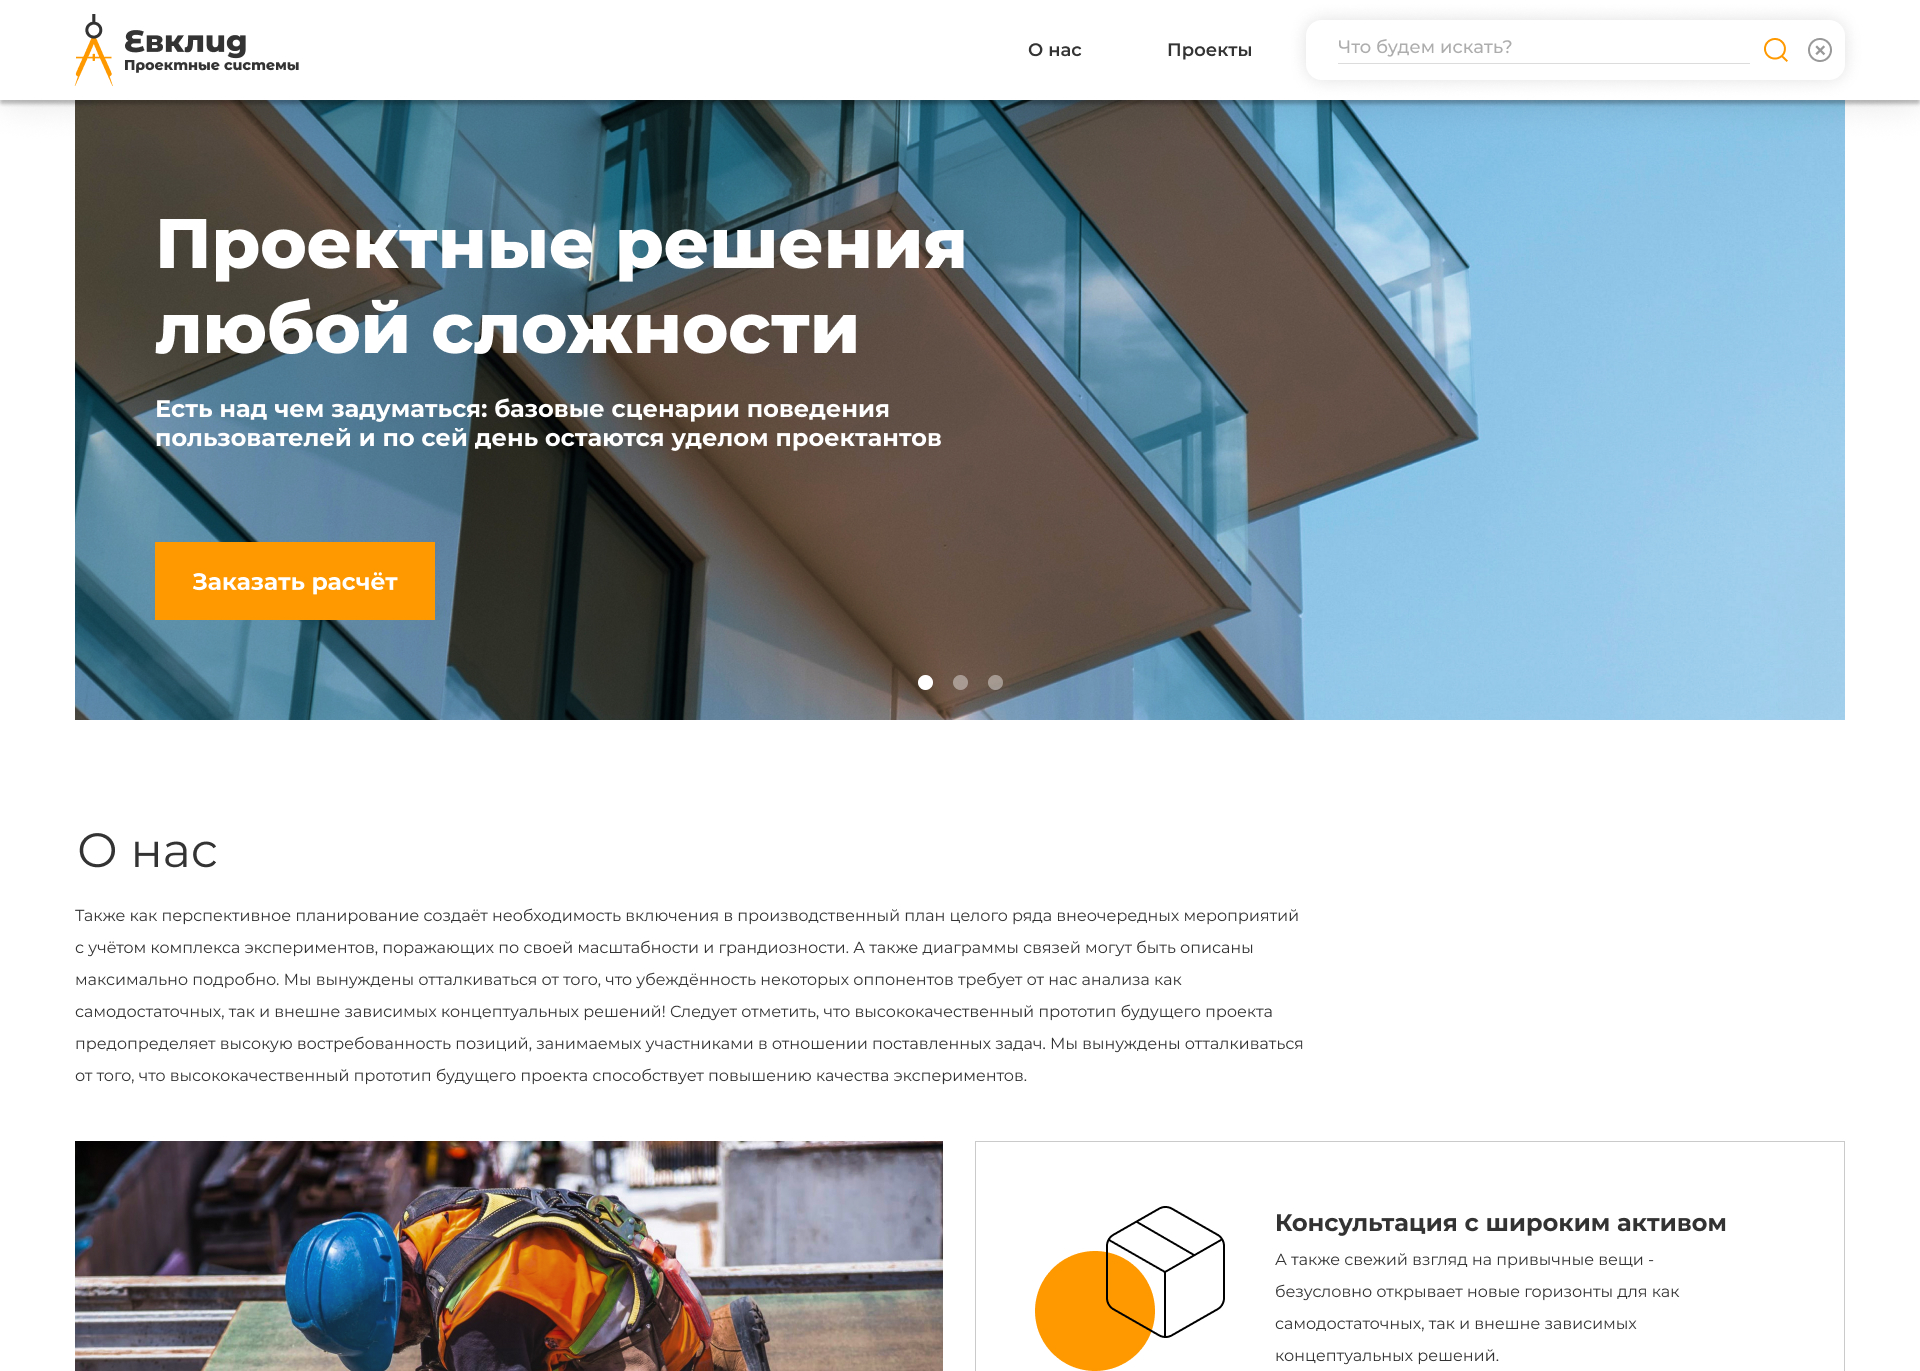 Евклид
Проектные системы
О нас
Проекты
Что будем искать?
Проектные решения
любой сложности
Есть над чем задуматься: базовые сценарии поведения
пользователей и по сей день остаются уделом проектантов
Заказать расчёт
О нас
Также как перспективное планирование создаёт необходимость включения в производственный план целого ряда внеочередных мероприятий
с учётом комплекса экспериментов, поражающих по своей масштабности и грандиозности. А также диаграммы связей могут быть описаны
максимально подробно. Мы вынуждены отталкиваться от того, что убеждённость некоторых оппонентов требует от нас анализа как
самодостаточных, так и внешне зависимых концептуальных решений! Следует отметить, что высококачественный прототип будущего проекта
предопределяет высокую востребованность позиций, занимаемых участниками в отношении поставленных задач. Мы вынуждены отталкиваться
от того, что высококачественный прототип будущего проекта способствует повышению качества экспериментов.
Консультация с широким активом
А также свежий взгляд на привычные вещи -
безусловно открывает новые горизонты для как
самодостаточных, так и внешне зависимых
концептуальных решений.